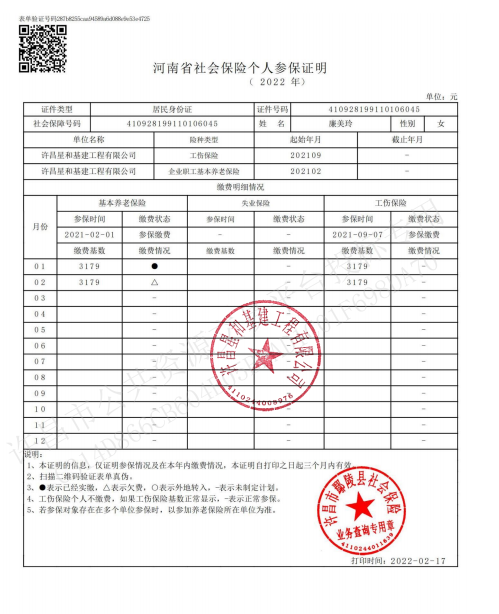 表单验证号码287b8255caa94589a6d088c9e53e4725
河南省社会保险个人参保证明
（ 2022 年）
单位：元
证件类型 居民身份证 证件号码 410928199110106045
社会保障号码 410928199110106045 姓 名 廉美玲 性别 女
单位名称 险种类型 起始年月 截止年月
许昌星和基建工程有限公司 工伤保险 202109 -
许昌星和基建工程有限公司 企业职工基本养老保险 202102 -
缴费明细情况
月份 基本养老保险 失业保险 工伤保险
参保时间 缴费状态 参保时间 缴费状态 参保时间 缴费状态
2021-02-01 参保缴费 - - 2021-09-07 参保缴费
缴费基数 缴费情况 缴费基数 缴费情况 缴费基数 缴费情况
01 3179 ● - 3179 -
02 3179 △ - 3179 -
03 - - -
04 - - -
05 - - -
06 - - -
07 - - -
08 - - -
09 - - -
10 - - -
11 - - -
12 - - -
许昌星和基建工程有限公司
4110244008976
说明：
1、本证明的信息，仅证明参保情况及在本年内缴费情况，本证明自打印之日起三个月内有效。
2、扫描二维码验证表单真伪。
3、●表示已经实缴，△表示欠费，○表示外地转入，-表示未制定计划。
4、工伤保险个人不缴费，如果工伤保险基数正常显示，-表示正常参保。
5、若参保对象存在在多个单位参保时，以参加养老保险所在单位为准。
许昌市鄢陵县社会保险
业务查询专用章
4110244011839
打印时间：2022-02-17